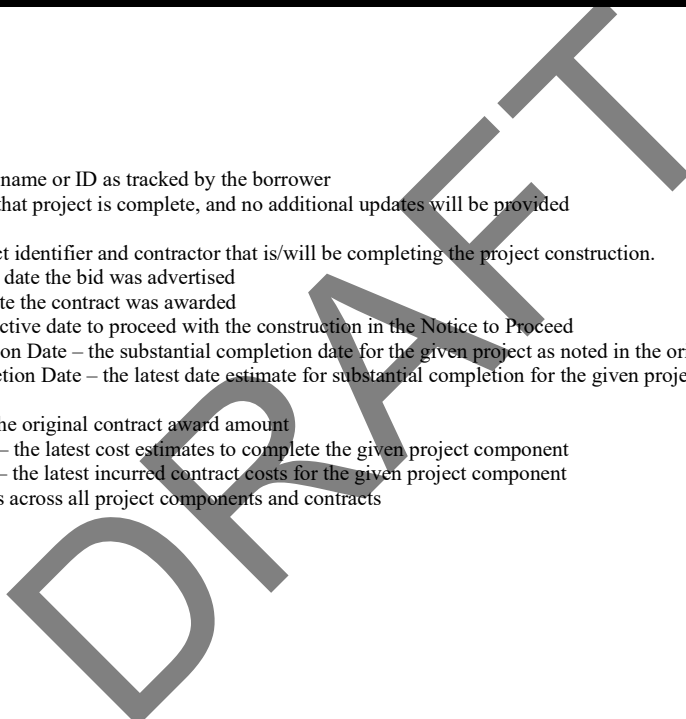 name or ID as tracked by the borrower
that project is complete, and no additional updates will be provided
ct identifier and contractor that is/will be completing the project construction.
date the bid was advertised
te the contract was awarded
ctive date to proceed with the construction in the Notice to Proceed
on Date – the substantial completion date for the given project as noted in the ori
etion Date – the latest date estimate for substantial completion for the given proje
he original contract award amount
– the latest cost estimates to complete the given project component
– the latest incurred contract costs for the given project component
s across all project components and contracts
DRAFT